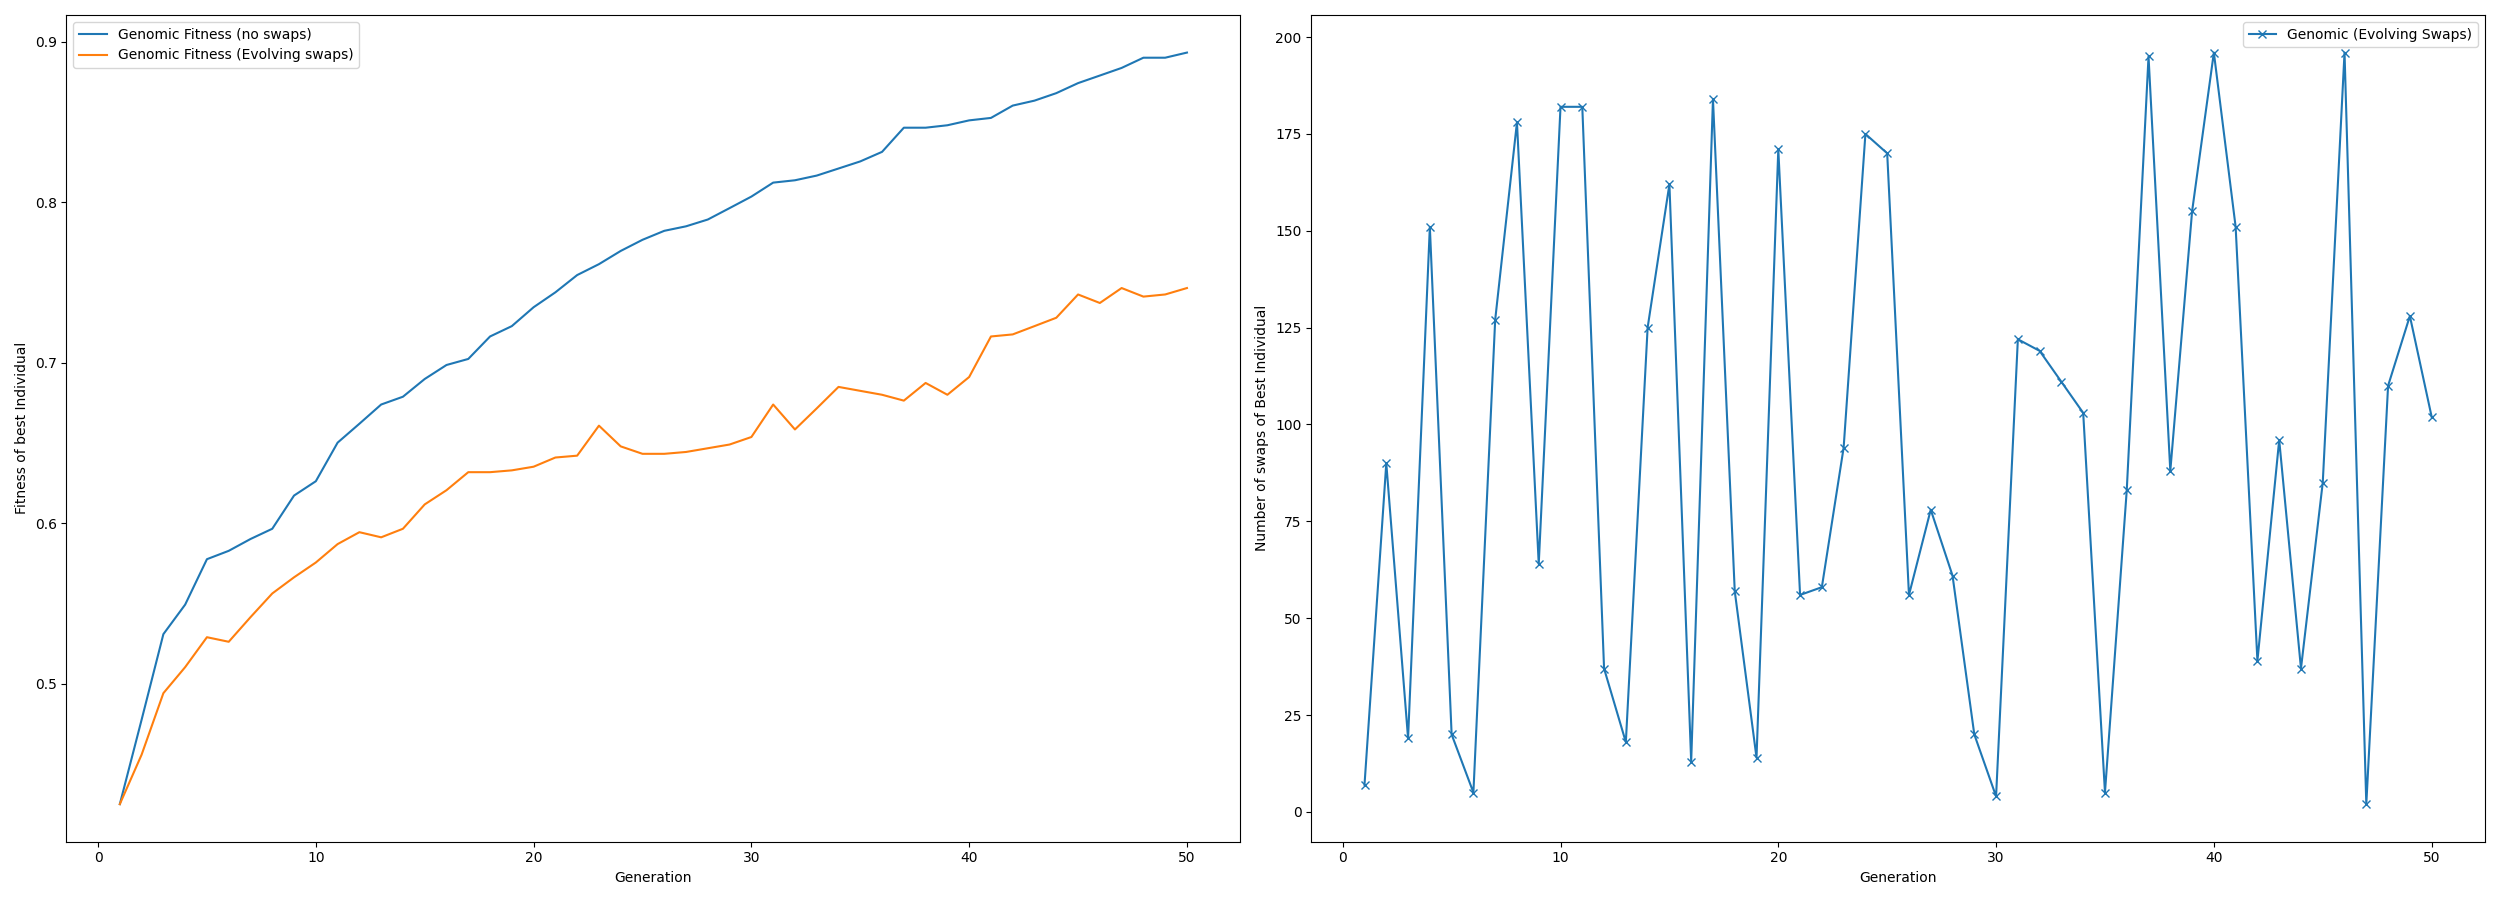 Genomic Fitness (no swaps)
Genomic Fitness (Evolving swaps)
0.9
0.8
0.7
0.6
0.5
Fitness of best Individual
0 10 20 30 40 50
Generation
Genomic (Evolving Swaps)
200
175
150
125
100
75
50
25
0
Number of swaps of Best Individual
0 10 20 30 40 50
Generation